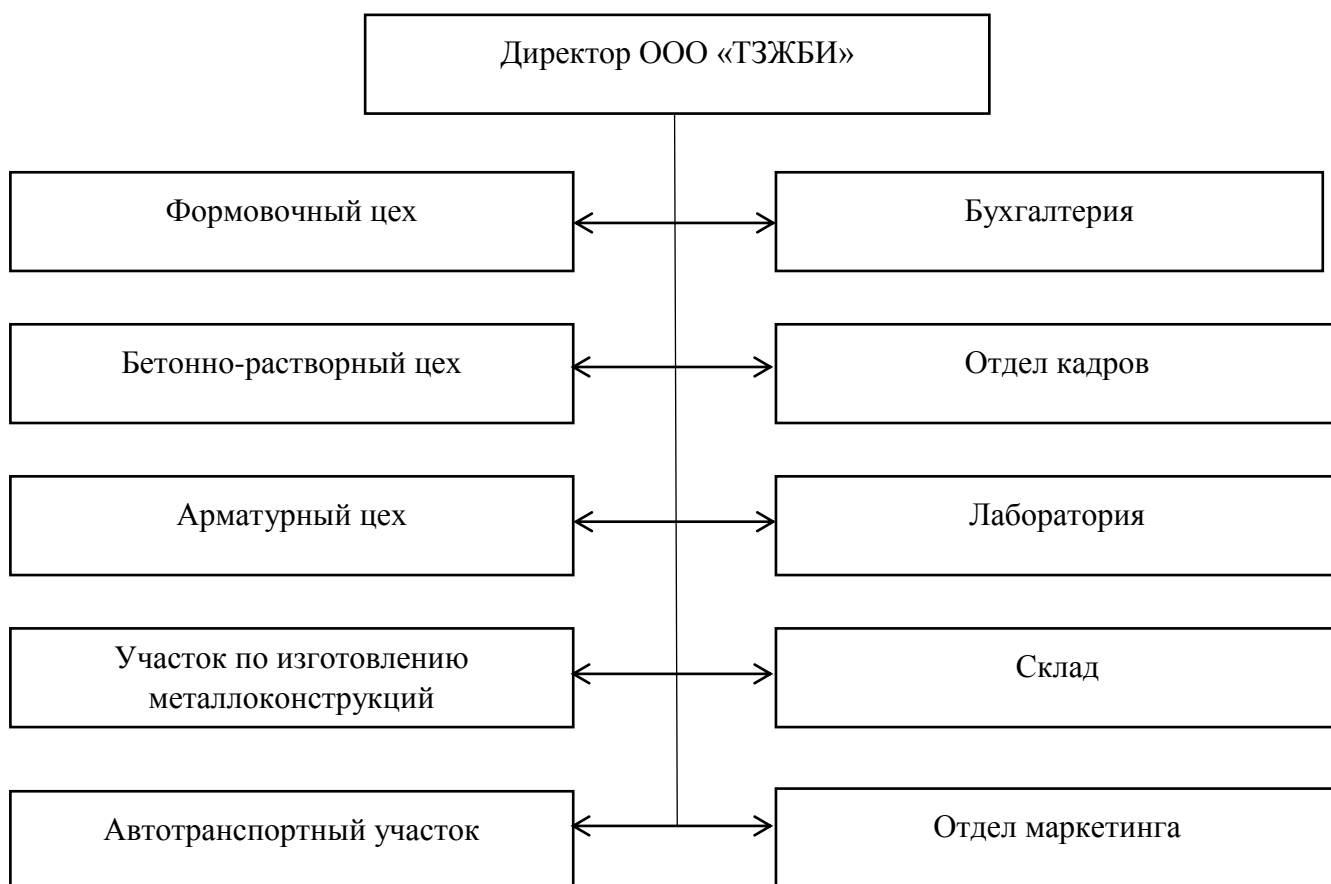 Директор ООО «ТЗЖБИ»
Формовочный цех
Бухгалтерия
Бетонно-растворный цех
Отдел кадров
Арматурный цех
Лаборатория
Участок по изготовлению
металлоконструкций
Склад
Автотранспортный участок
Отдел маркетинга